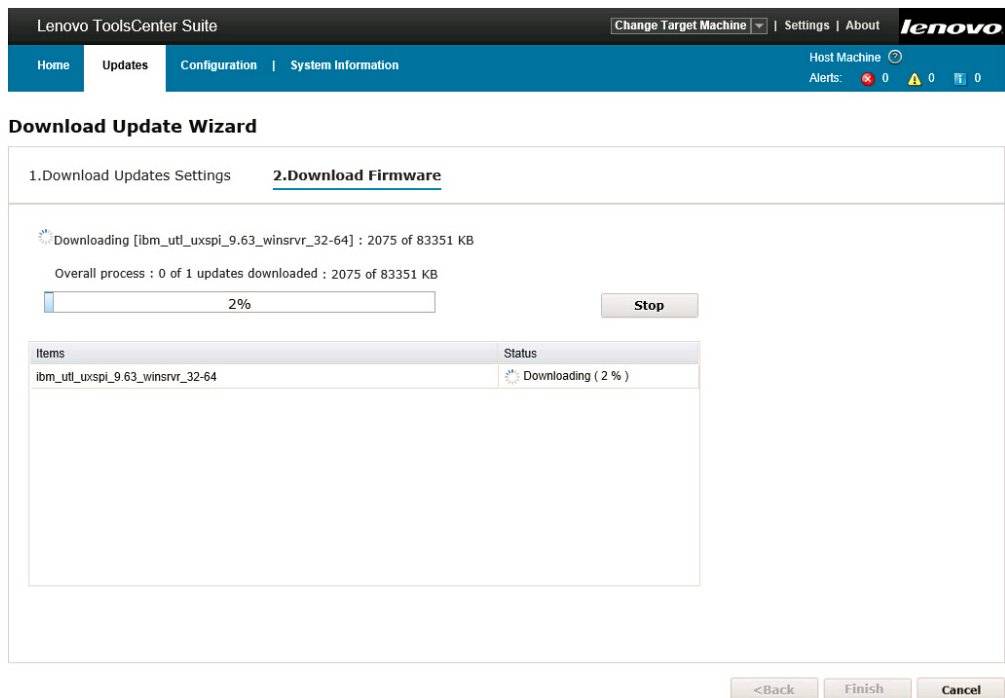 Lenovo ToolsCenter Suite
Change Target Machine | Settings | About
lenovo
Home Updates Configuration | System Information
Host Machine ?
Alerts: 0 0 0
Download Update Wizard
1.Download Updates Settings 2.Download Firmware
Downloading [ibm_utl_uxspi_9.63_winsrvr_32-64] : 2075 of 83351 KB
Overall process : 0 of 1 updates downloaded : 2075 of 83351 KB
2%
Stop
Items Status
ibm_utl_uxspi_9.63_winsrvr_32-64 Downloading ( 2 % )
<Back Finish Cancel